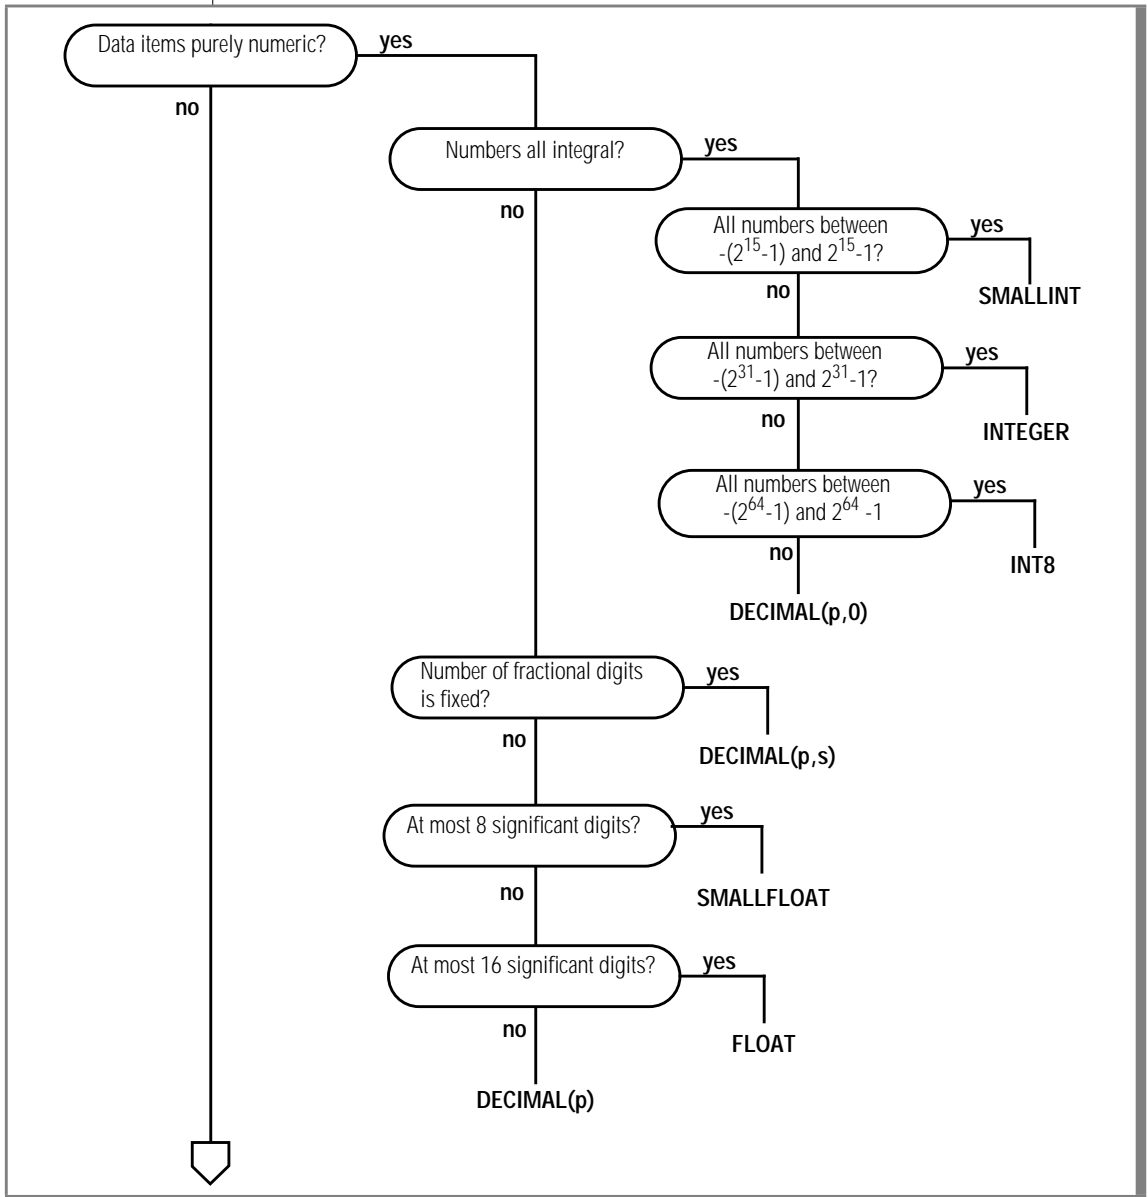 Data items purely numeric?
yes
no
Numbers all integral?
yes
no
All numbers between
-(2^15-1) and 2^15-1?
yes
no
SMALLINT
All numbers between
-(2^31-1) and 2^31-1?
yes
no
INTEGER
All numbers between
-(2^64-1) and 2^64 -1
yes
no
INT8
DECIMAL(p,0)
Number of fractional digits
is fixed?
yes
no
DECIMAL(p,s)
At most 8 significant digits?
yes
no
SMALLFLOAT
At most 16 significant digits?
yes
no
FLOAT
DECIMAL(p)